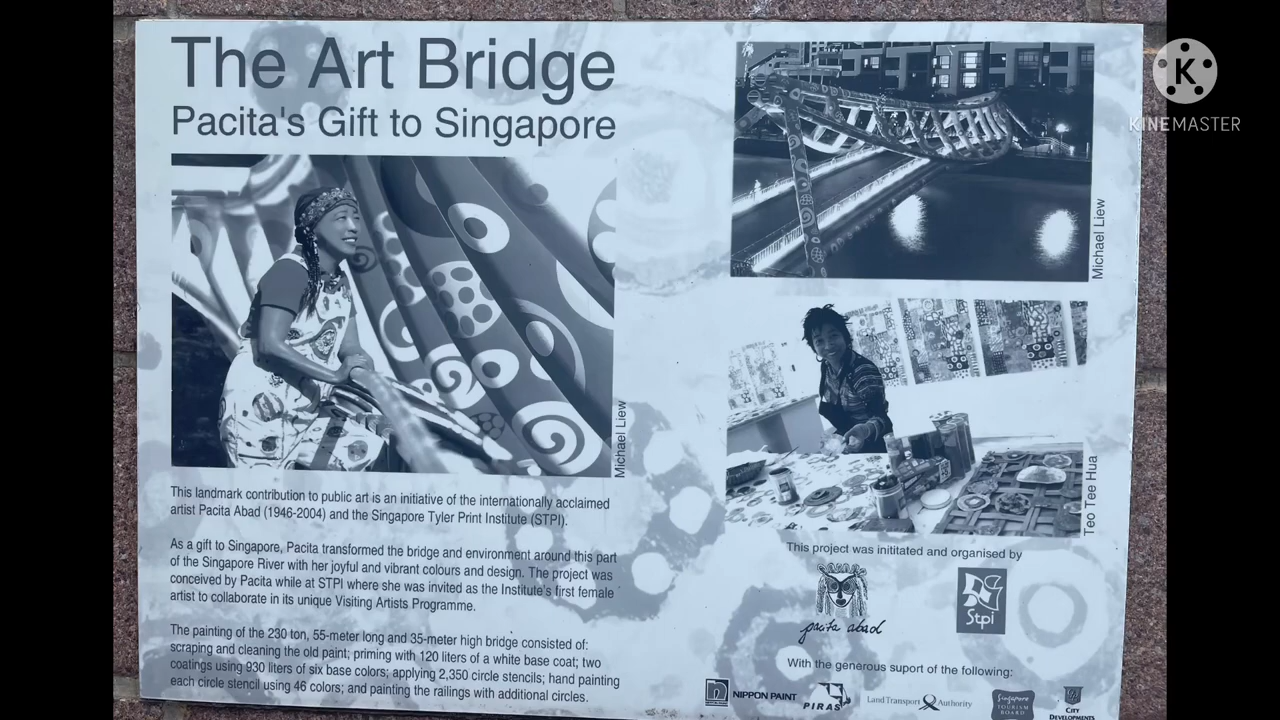 The Art Bridge
Pacita's Gift to Singapore
Michael Liew
This landmark contribution to public art is an initiative of the internationally acclaimed
artist Pacita Abad (1946-2004) and the Singapore Tyler Print Institute (STPI).
As a gift to Singapore, Pacita transformed the bridge and environment around this part
of the Singapore River with her joyful and vibrant colours and design. The project was
conceived by Pacita while at STPI where she was invited as the Institute's first female
artist to collaborate in its unique Visiting Artists Programme.
The painting of the 230 ton, 55-meter long and 35-meter high bridge consisted of:
scraping and cleaning the old paint; priming with 120 liters of a white base coat; two
coatings using 930 liters of six base colors; applying 2,350 circle stencils; hand painting
each circle stencil using 46 colors; and painting the railings with additional circles.
Michael Liew
Teo Tee Hua
This project was inititated and organised by
pacita abad
Stpi
With the generous suport of the following:
NIPPON PAINT
PIRAS
Land Transport Authority
Singapore
TOURISM
BOARD
CITY
DEVELOPMENTS
K
KINEMASTER